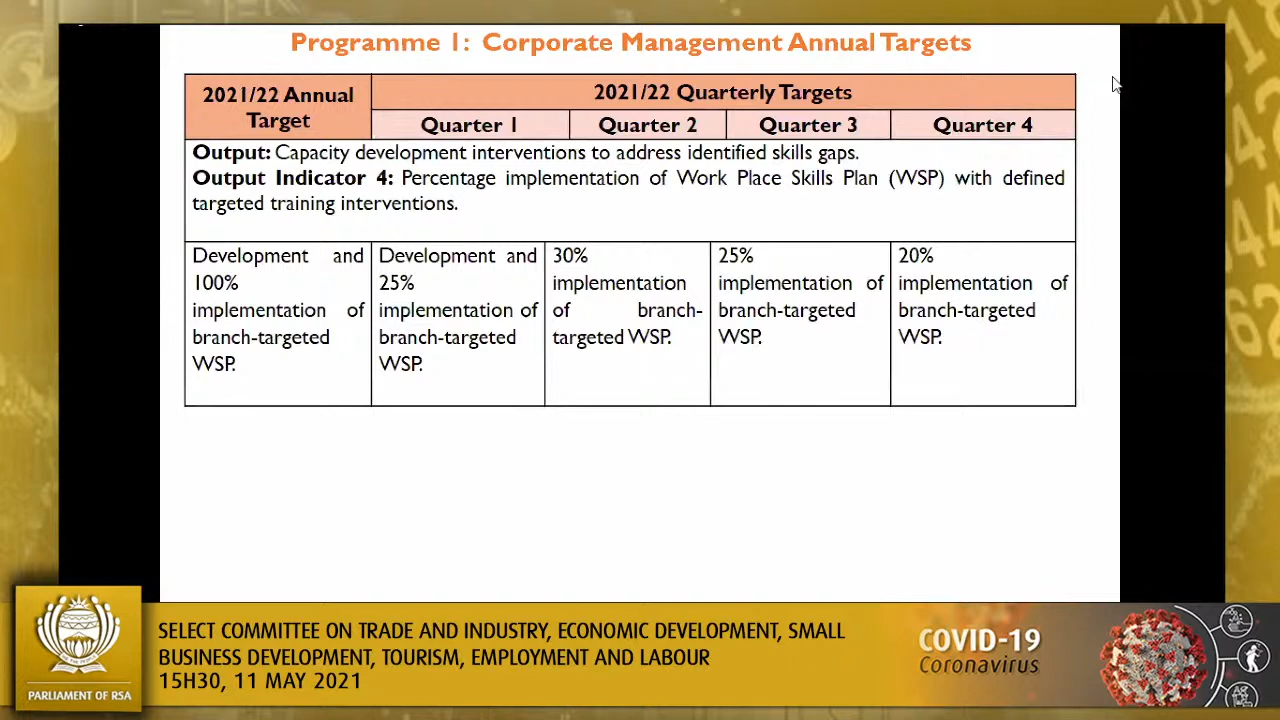 Programme 1: Corporate Management Annual Targets
2021/22 Annual
Target
2021/22 Quarterly Targets
Quarter 1
Quarter 2
Quarter 3
Quarter 4
Output: Capacity development interventions to address identified skills gaps.
Output Indicator 4: Percentage implementation of Work Place Skills Plan (WSP) with defined
targeted training interventions.
Development and
100%
implementation of
branch-targeted
WSP.
Development and
25%
implementation of
branch-targeted
WSP.
30%
implementation
of branch-
targeted WSP.
25%
implementation of
branch-targeted
WSP.
20%
implementation of
branch-targeted
WSP.
PARLIAMENT OF RSA
SELECT COMMITTEE ON TRADE AND INDUSTRY, ECONOMIC DEVELOPMENT, SMALL
BUSINESS DEVELOPMENT, TOURISM, EMPLOYMENT AND LABOUR
15H30, 11 MAY 2021
COVID-19
Coronavirus